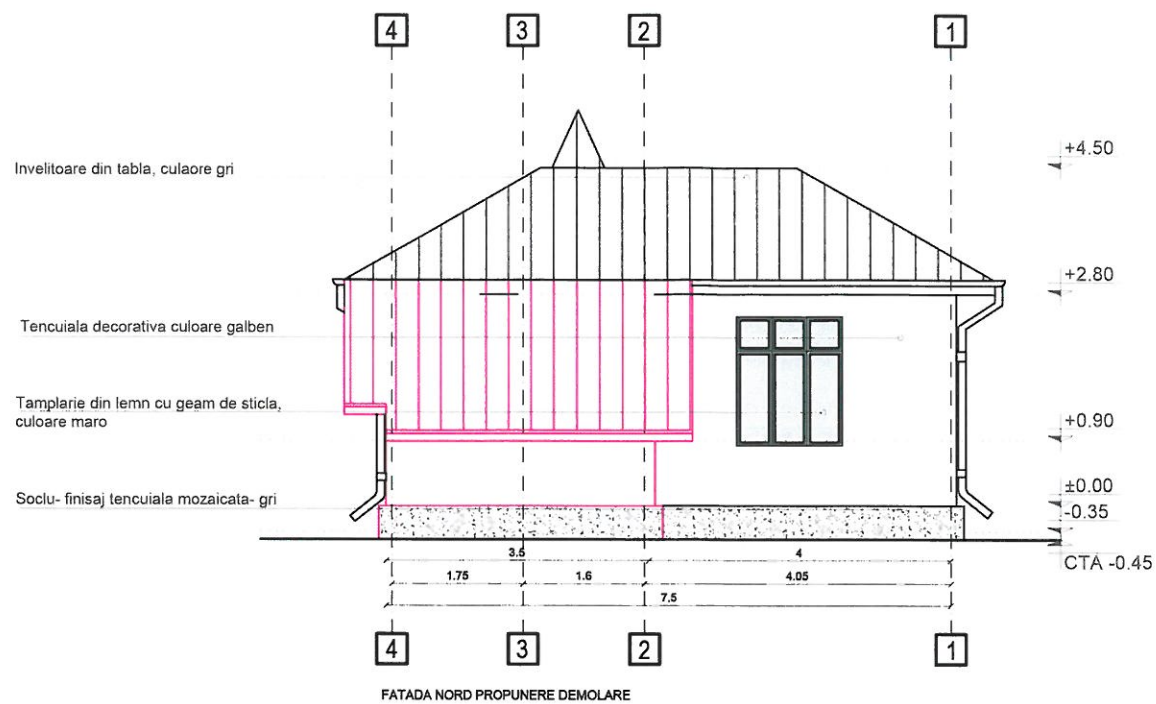 4 3 2 1
+4.50
Invelitoare din tabla, culaore gri
+2.80
Tencuiala decorativa culoare galben
Tamplarie din lemn cu geam de sticla,
culoare maro
+0.90
Soclu- finisaj tencuiala mozaicata- gri
±0.00
-0.35
CTA -0.45
3.5 4
1.75 1.6 4.05
7.5
4 3 2 1
FATADA NORD PROPUNERE DEMOLARE